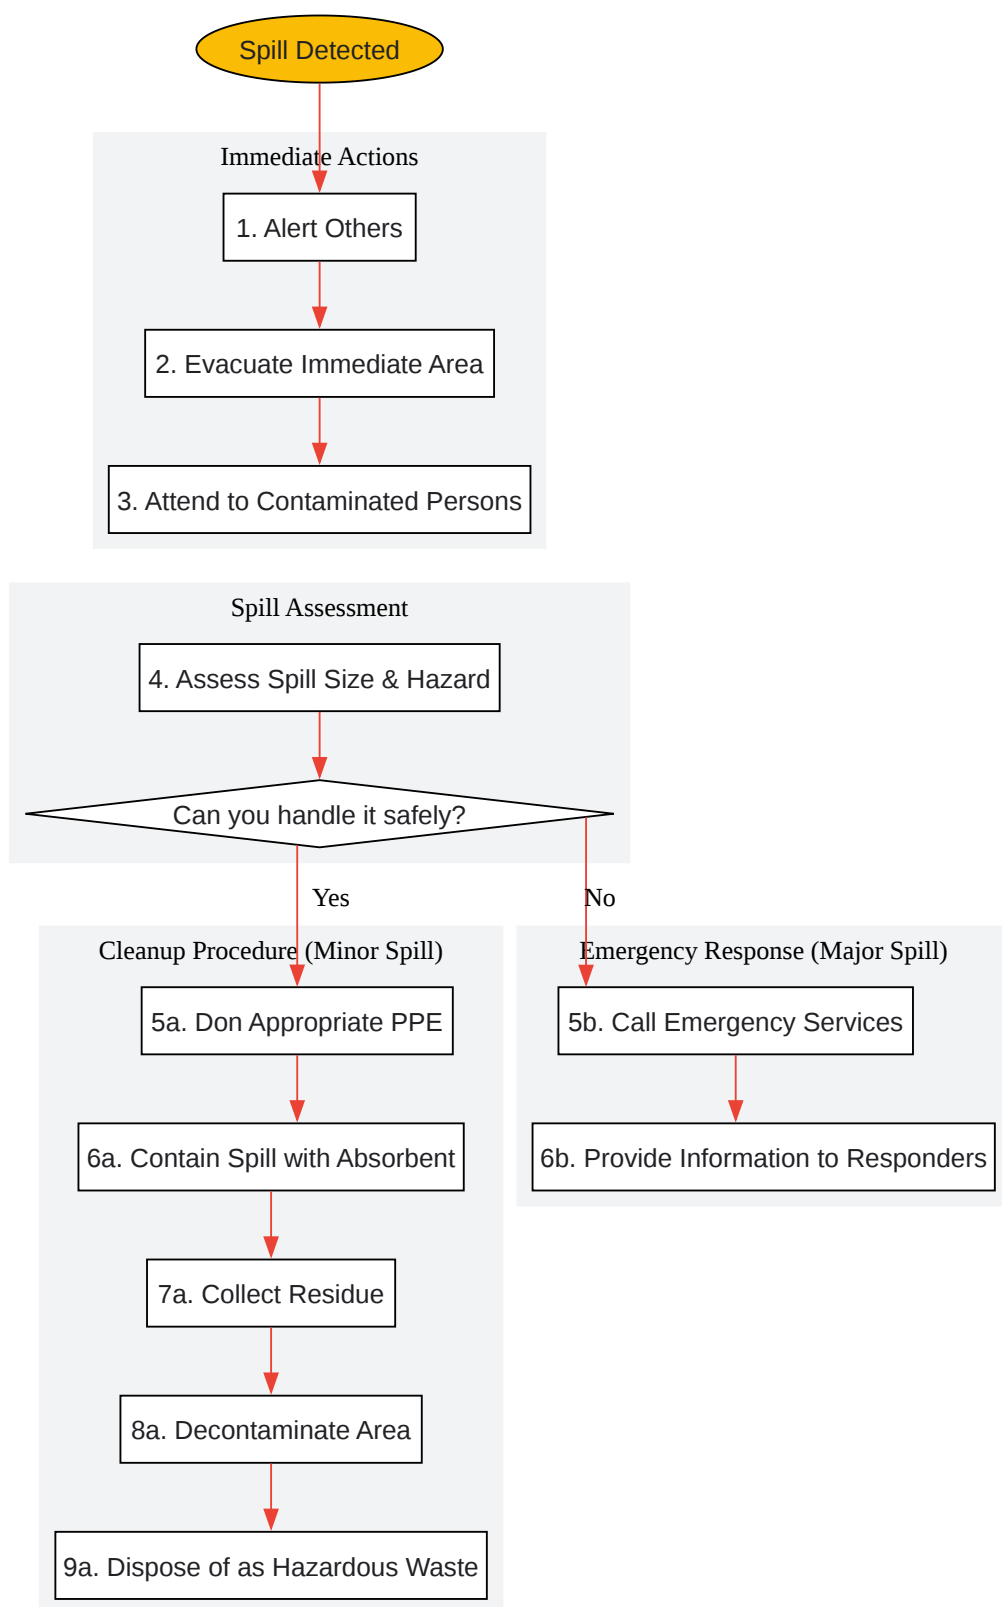 Spill Detected
Immediate Actions
1. Alert Others
2. Evacuate Immediate Area
3. Attend to Contaminated Persons
Spill Assessment
4. Assess Spill Size & Hazard
Can you handle it safely?
Yes
No
Cleanup Procedure (Minor Spill)
5a. Don Appropriate PPE
6a. Contain Spill with Absorbent
7a. Collect Residue
8a. Decontaminate Area
9a. Dispose of as Hazardous Waste
Emergency Response (Major Spill)
5b. Call Emergency Services
6b. Provide Information to Responders